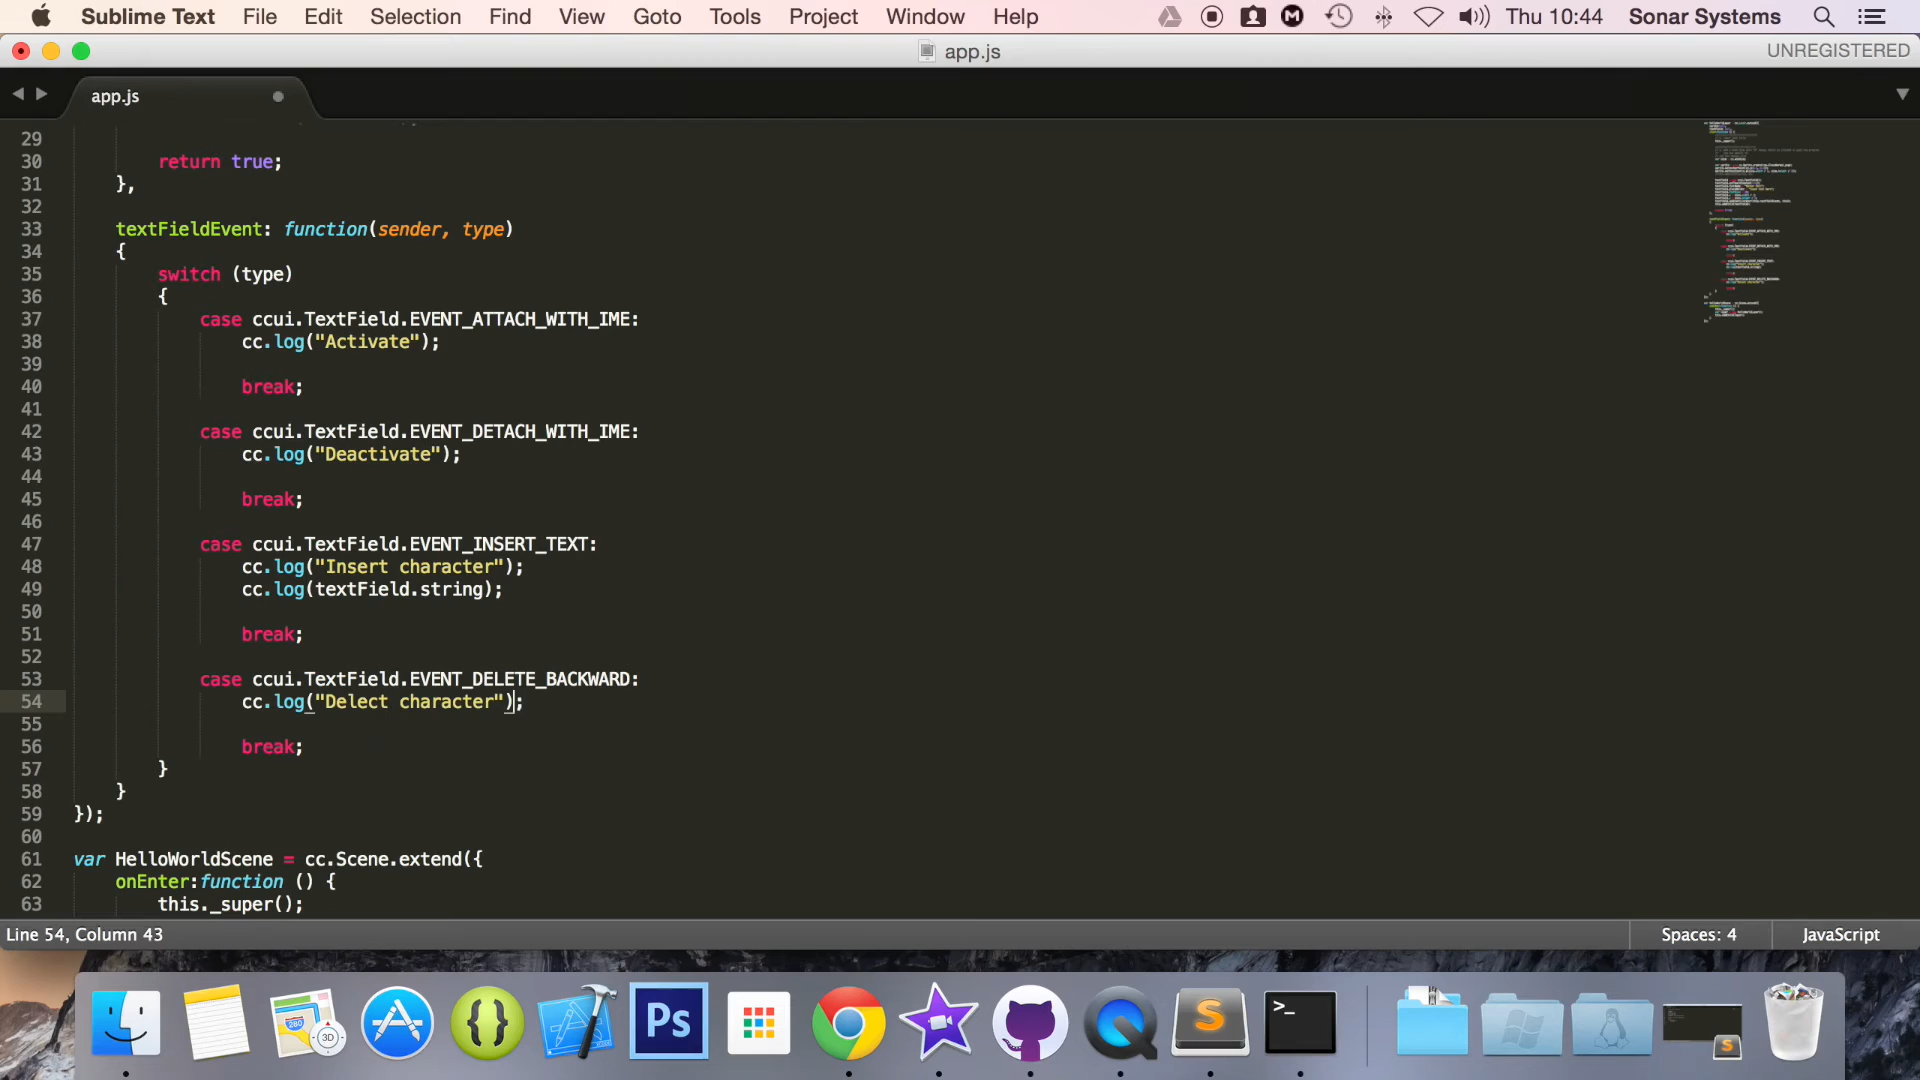 Sublime Text File Edit Selection Find View Goto Tools Project Window Help Thu 10:44 Sonar Systems
app.js UNREGISTERED
app.js
29
30 return true;
31 },
32
33 textFieldEvent: function(sender, type)
34 {
35 switch (type)
36 {
37 case ccui.TextField.EVENT_ATTACH_WITH_IME:
38 cc.log("Activate");
39
40 break;
41
42 case ccui.TextField.EVENT_DETACH_WITH_IME:
43 cc.log("Deactivate");
44
45 break;
46
47 case ccui.TextField.EVENT_INSERT_TEXT:
48 cc.log("Insert character");
49 cc.log(textField.string);
50
51 break;
52
53 case ccui.TextField.EVENT_DELETE_BACKWARD:
54 cc.log("Delect character");
55
56 break;
57 }
58 }
59 });
60
61 var HelloWorldScene = cc.Scene.extend({
62 onEnter:function () {
63 this._super();
Line 54, Column 43 Spaces: 4 JavaScript
280
3D
Ps
S
>_
S